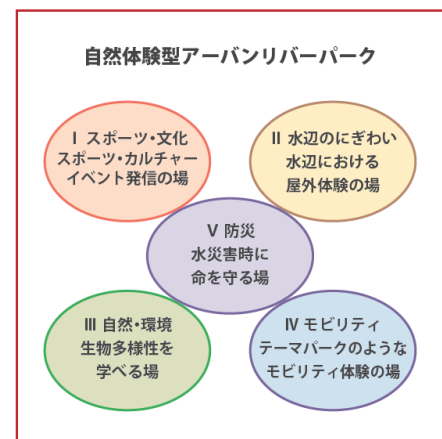 自然体験型アーバンリバーパーク
Ⅰ スポーツ・文化
スポーツ・カルチャー
イベント発信の場
Ⅱ 水辺のにぎわい
水辺における
屋外体験の場
Ⅴ 防災
水災害時に
命を守る場
Ⅲ 自然・環境
生物多様性を
学べる場
Ⅳ モビリティ
テーマパークのような
モビリティ体験の場